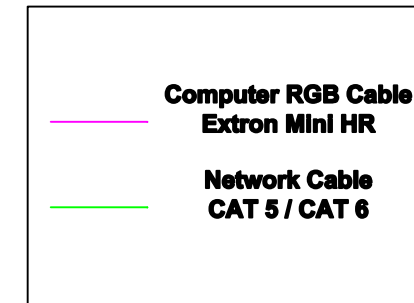 Computer RGB Cable
Extron Mini HR
Network Cable
CAT 5 / CAT 6